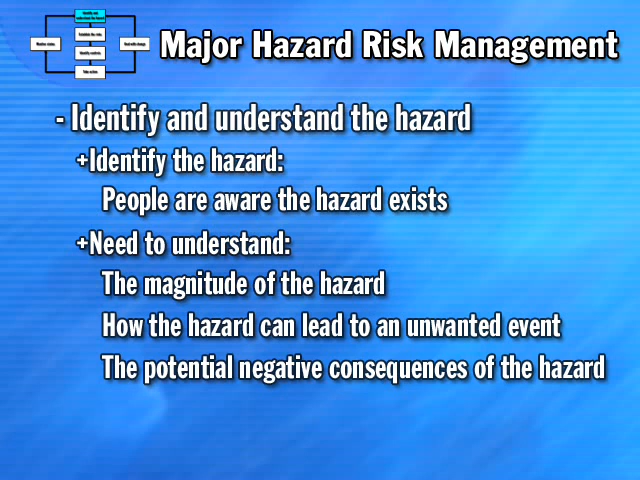 Major Hazard Risk Management
- Identify and understand the hazard
+Identify the hazard:
People are aware the hazard exists
+Need to understand:
The magnitude of the hazard
How the hazard can lead to an unwanted event
The potential negative consequences of the hazard